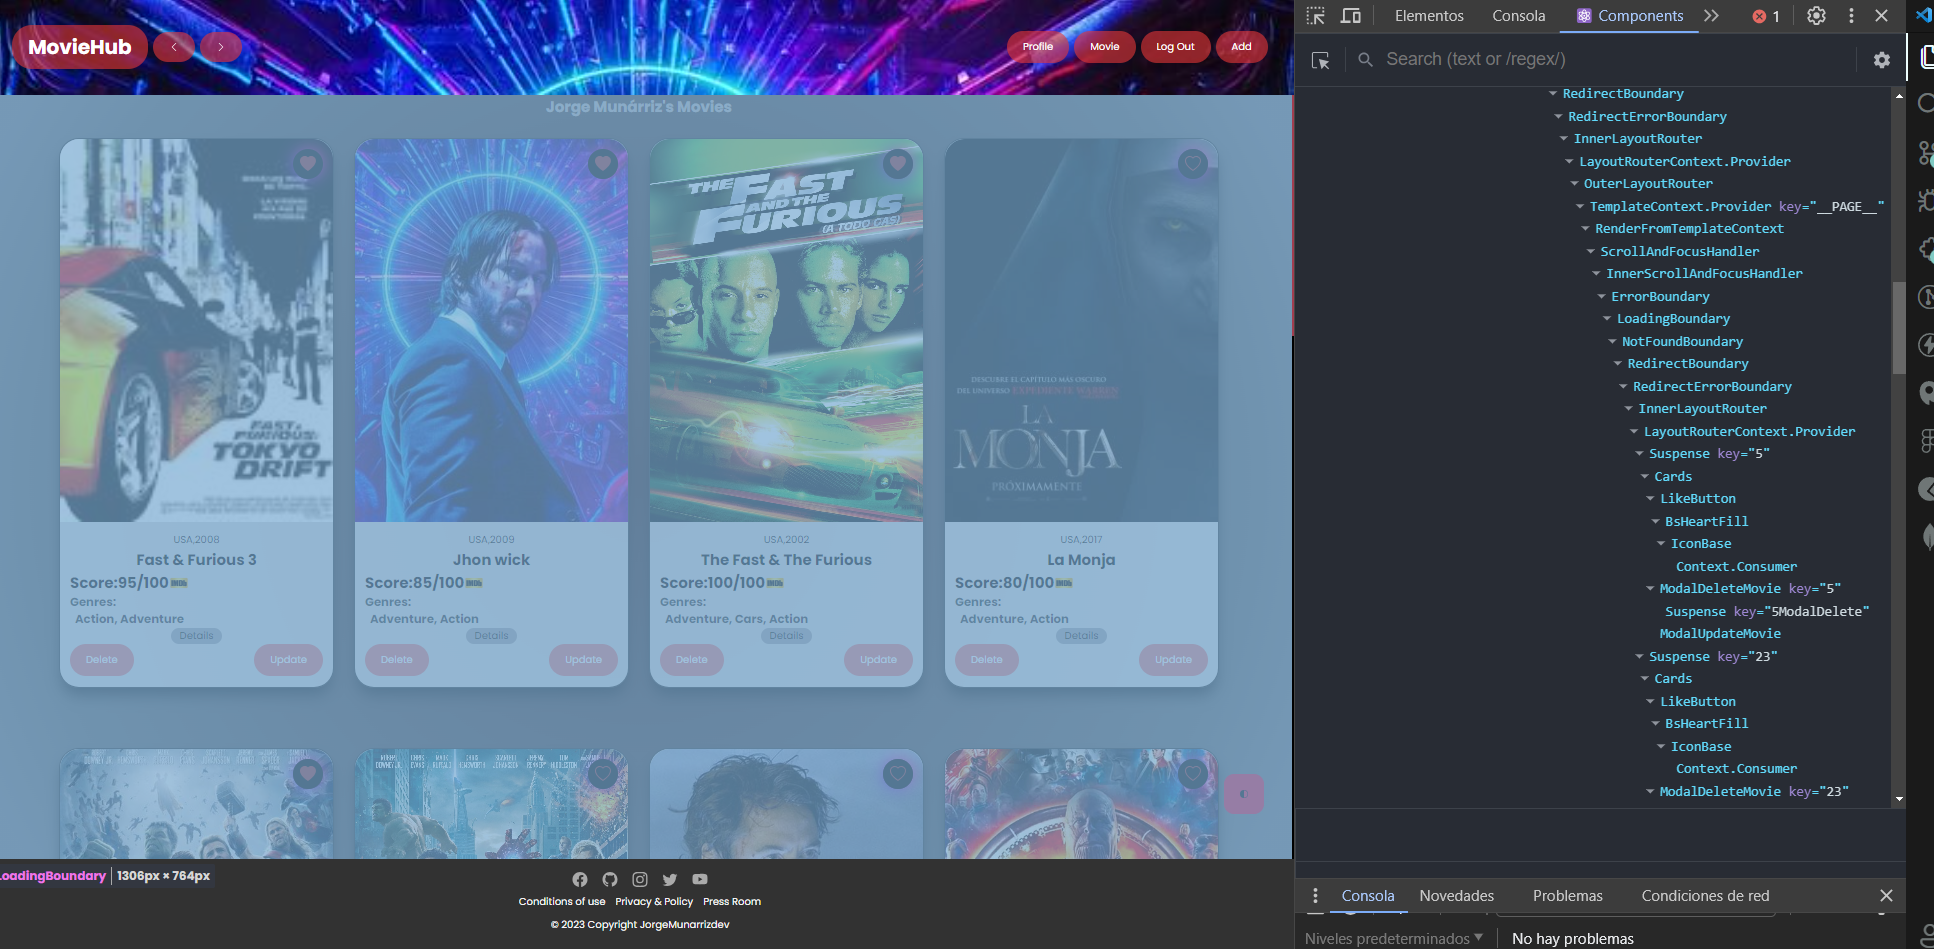 MovieHub
Profile
Movie
Log Out
Add
Jorge Munárriz's Movies
FAST & FURIOUS:
TOKYO
DRIFT
THE FAST
AND THE
FURIOUS
(A TODO GAS)
DESCUBRE EL CAPÍTULO MÁS OSCURO
DEL UNIVERSO EXPEDIENTE WARREN
LA
MONJA
PRÓXIMAMENTE
USA,2008
Fast & Furious 3
Score:95/100
Genres:
Action, Adventure
Details
Delete
Update
USA,2009
Jhon wick
Score:85/100
Genres:
Adventure, Action
Details
Delete
Update
USA,2002
The Fast & The Furious
Score:100/100
Genres:
Adventure, Cars, Action
Details
Delete
Update
USA,2017
La Monja
Score:80/100
Genres:
Adventure, Action
Details
Delete
Update
LoadingBoundary
1306px × 764px
Conditions of use
Privacy & Policy
Press Room
© 2023 Copyright JorgeMunarrizdev
Elementos
Consola
Components
1
Search (text or /regex/)
RedirectBoundary
RedirectErrorBoundary
InnerLayoutRouter
LayoutRouterContext.Provider
OuterLayoutRouter
TemplateContext.Provider key="__PAGE__"
RenderFromTemplateContext
ScrollAndFocusHandler
InnerScrollAndFocusHandler
ErrorBoundary
LoadingBoundary
NotFoundBoundary
RedirectBoundary
RedirectErrorBoundary
InnerLayoutRouter
LayoutRouterContext.Provider
Suspense key="5"
Cards
LikeButton
BsHeartFill
IconBase
Context.Consumer
ModalDeleteMovie key="5"
Suspense key="5ModalDelete"
ModalUpdateMovie
Suspense key="23"
Cards
LikeButton
BsHeartFill
IconBase
Context.Consumer
ModalDeleteMovie key="23"
Consola
Novedades
Problemas
Condiciones de red
Niveles predeterminados
No hay problemas